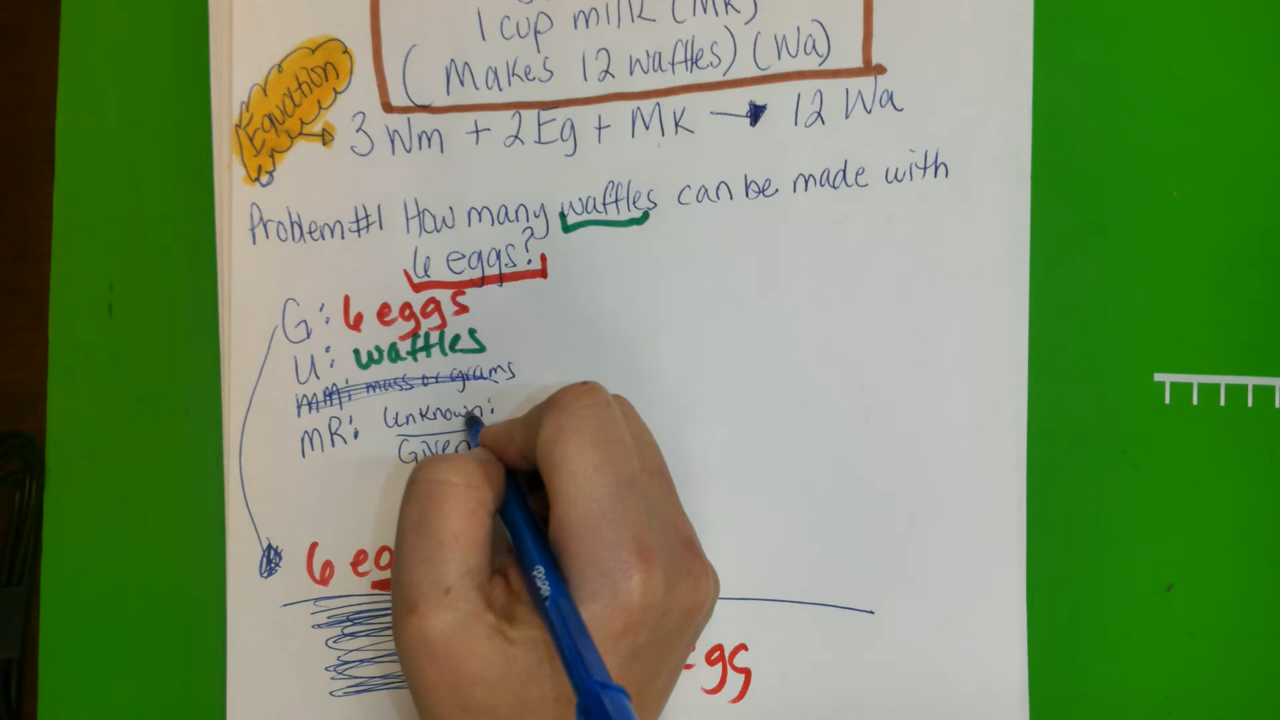 1 cup milk (Mk)
(Makes 12 waffles) (Wa)
Equation
3 Wm + 2 Eg + Mk → 12 Wa
Problem #1 How many waffles can be made with
6 eggs?
G: 6 eggs
U: waffles
MM: mass or grams
MR: Unknown:
Given
6
Paper